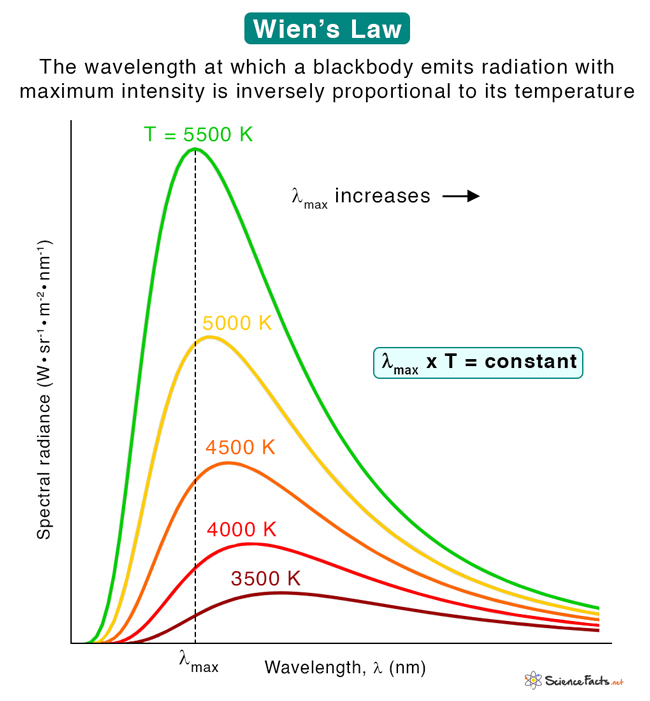 Wien's Law
The wavelength at which a blackbody emits radiation with
maximum intensity is inversely proportional to its temperature
T = 5500 K
λmax increases
5000 K
λmax x T = constant
4500 K
4000 K
3500 K
Spectral radiance (W•sr⁻¹•m⁻²•nm⁻¹)
λmax
Wavelength, λ (nm)
ScienceFacts.net